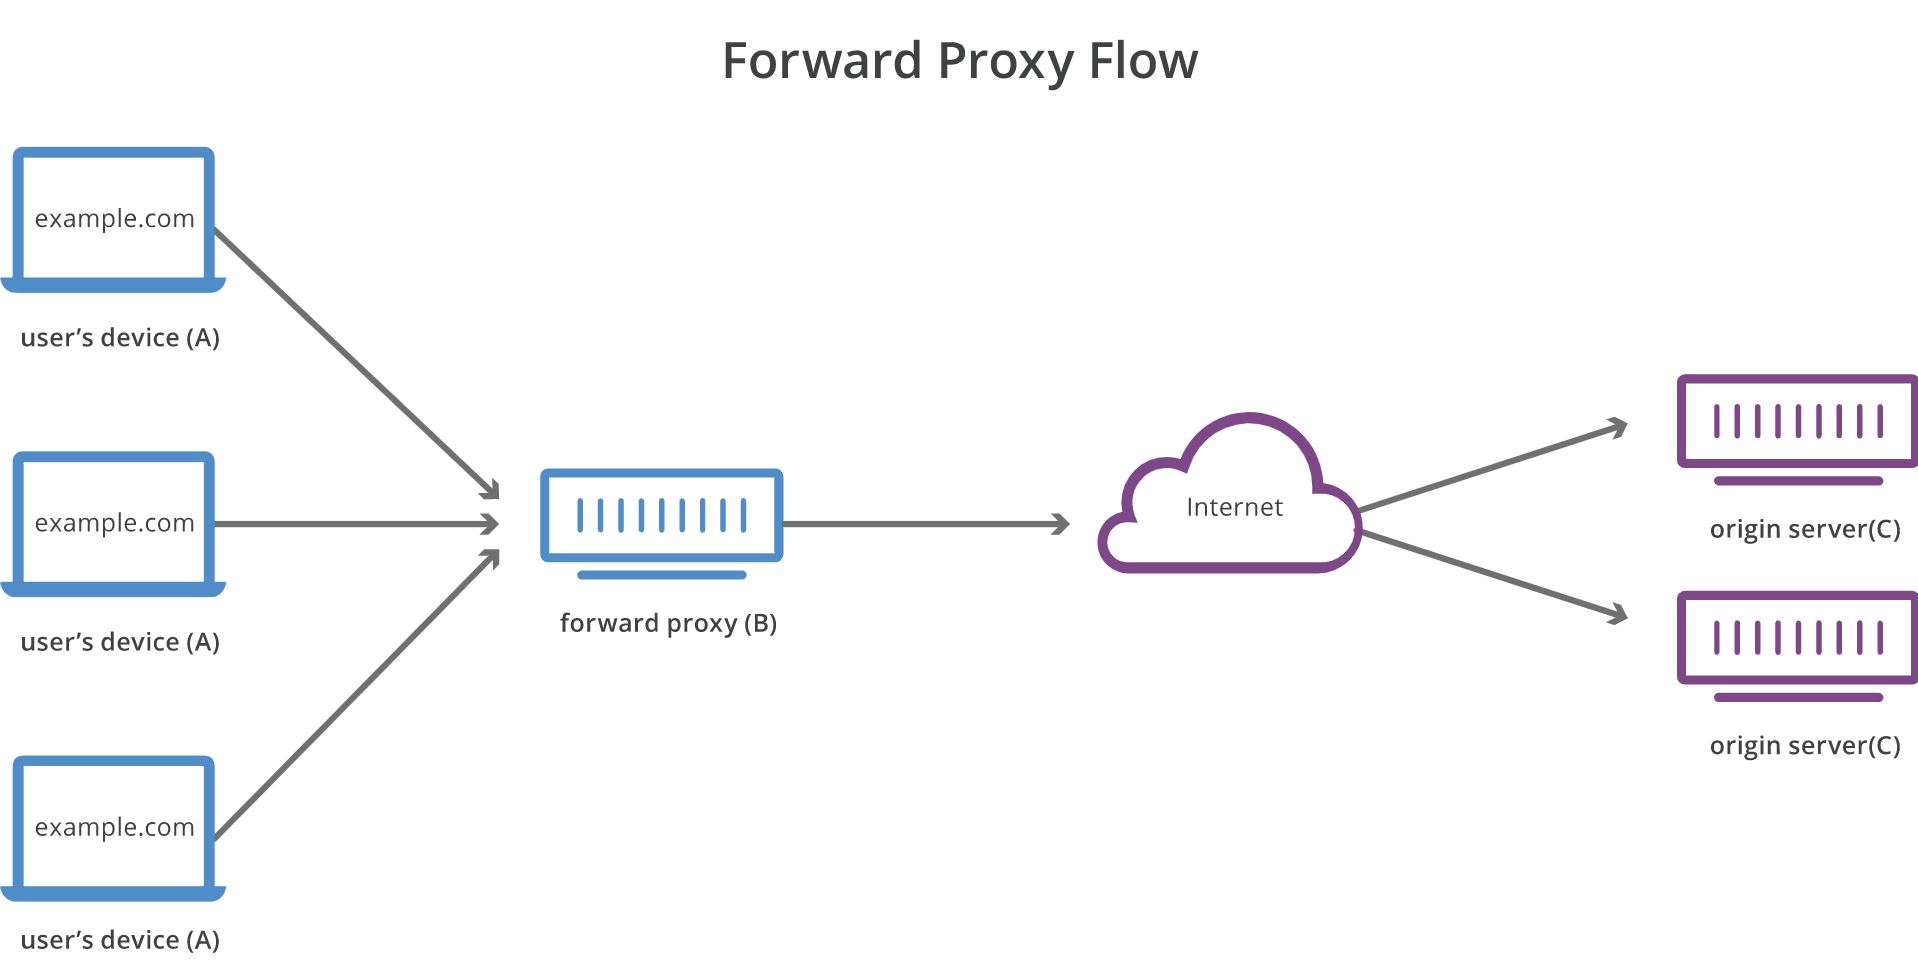 Forward Proxy Flow
example.com
user’s device (A)
example.com
user’s device (A)
example.com
user’s device (A)
forward proxy (B)
Internet
origin server(C)
origin server(C)